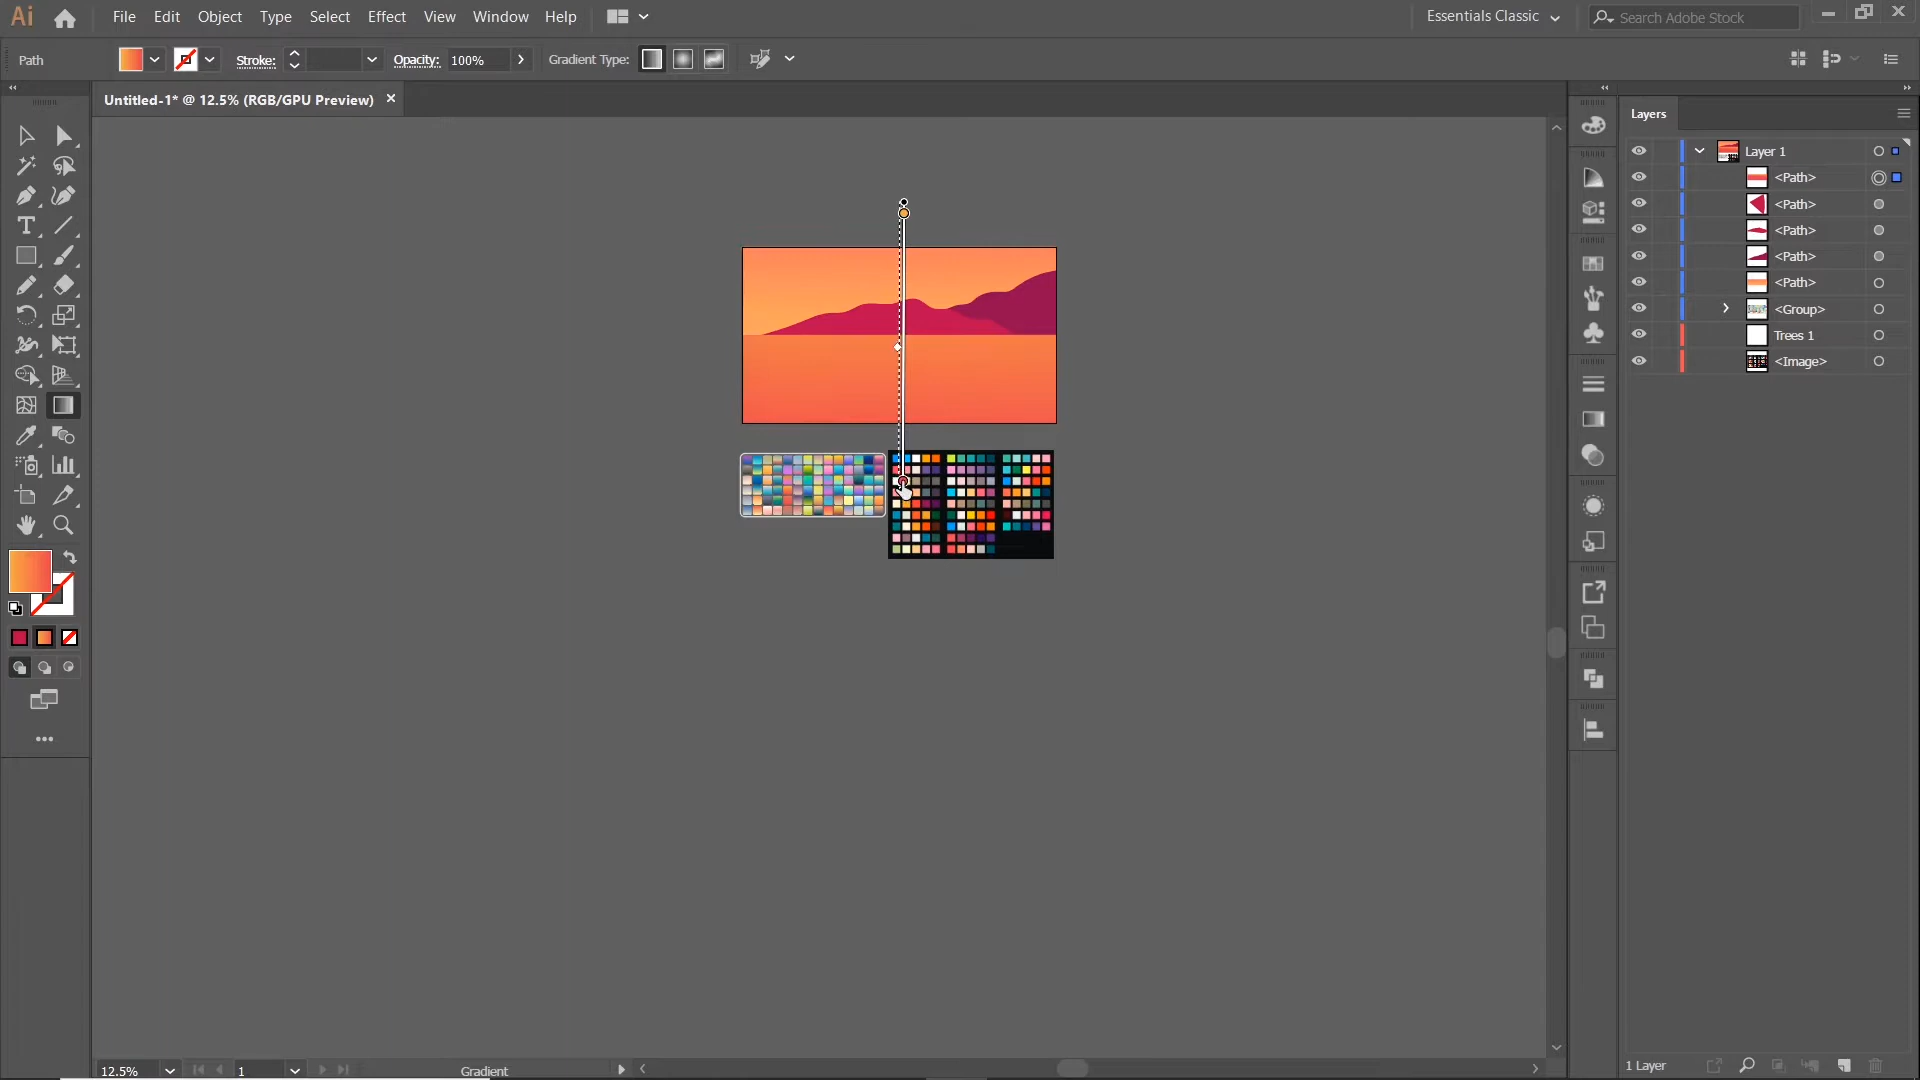 Ai File Edit Object Type Select Effect View Window Help Essentials Classic Search Adobe Stock
Path Stroke: Opacity: 100% Gradient Type:
Untitled-1* @ 12.5% (RGB/GPU Preview)
Layers
Layer 1
<Path>
<Path>
<Path>
<Path>
<Path>
<Group>
Trees 1
<Image>
12.5% 1 Gradient
1 Layer